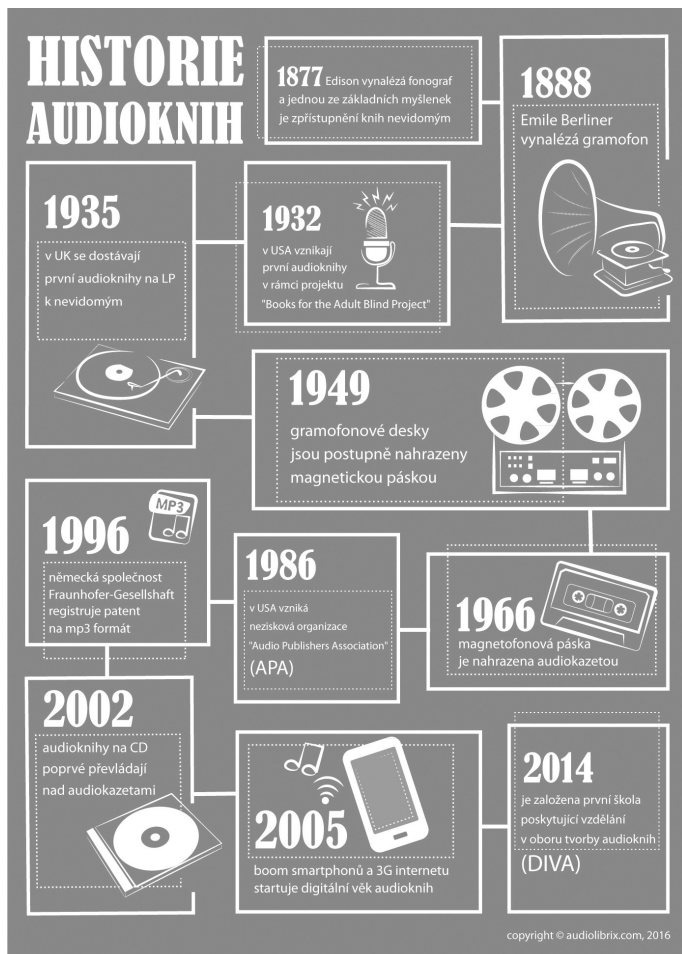 HISTORIE
AUDIOKNIH
1877 Edison vynalézá fonograf
a jednou ze základních myšlenek
je zpřístupnění knih nevidomým
1888
Emile Berliner
vynalézá gramofon
1932
v USA vznikají
první audioknihy
v rámci projektu
"Books for the Adult Blind Project"
1935
v UK se dostávají
první audioknihy na LP
k nevidomým
1949
gramofonové desky
jsou postupně nahrazeny
magnetickou páskou
1966
magnetofonová páska
je nahrazena audiokazetou
1986
v USA vzniká
nezisková organizace
"Audio Publishers Association"
(APA)
1996
MP3
německá společnost
Fraunhofer-Gesellshaft
registruje patent
na mp3 formát
2002
audioknihy na CD
poprvé převládají
nad audiokazetami
2005
boom smartphonů a 3G internetu
startuje digitální věk audioknih
2014
je založena první škola
poskytující vzdělání
v oboru tvorby audioknih
(DIVA)
copyright © audiolibrix.com, 2016